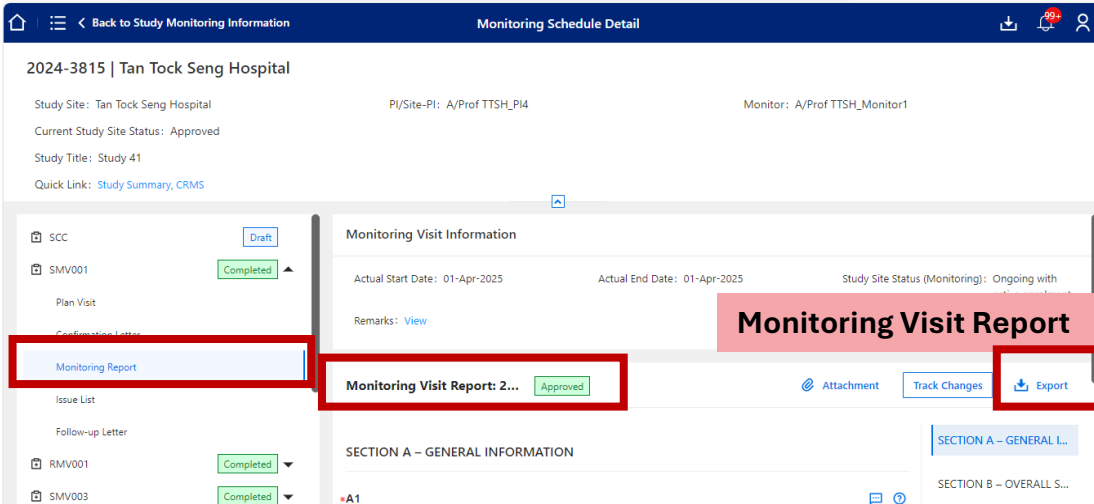 Back to Study Monitoring Information
Monitoring Schedule Detail
99+
2024-3815 | Tan Tock Seng Hospital
Study Site: Tan Tock Seng Hospital
PI/Site-PI: A/Prof TTSH_PI4
Monitor: A/Prof TTSH_Monitor1
Current Study Site Status: Approved
Study Title: Study 41
Quick Link: Study Summary, CRMS
SCC
Draft
SMV001
Completed
Plan Visit
Confirmation Letter
Monitoring Report
Issue List
Follow-up Letter
RMV001
Completed
SMV003
Completed
Monitoring Visit Information
Actual Start Date: 01-Apr-2025
Actual End Date: 01-Apr-2025
Study Site Status (Monitoring): Ongoing with
Remarks: View
Monitoring Visit Report
Monitoring Visit Report: 2...
Approved
Attachment
Track Changes
Export
SECTION A – GENERAL INFORMATION
*A1
SECTION A – GENERAL I...
SECTION B – OVERALL S...